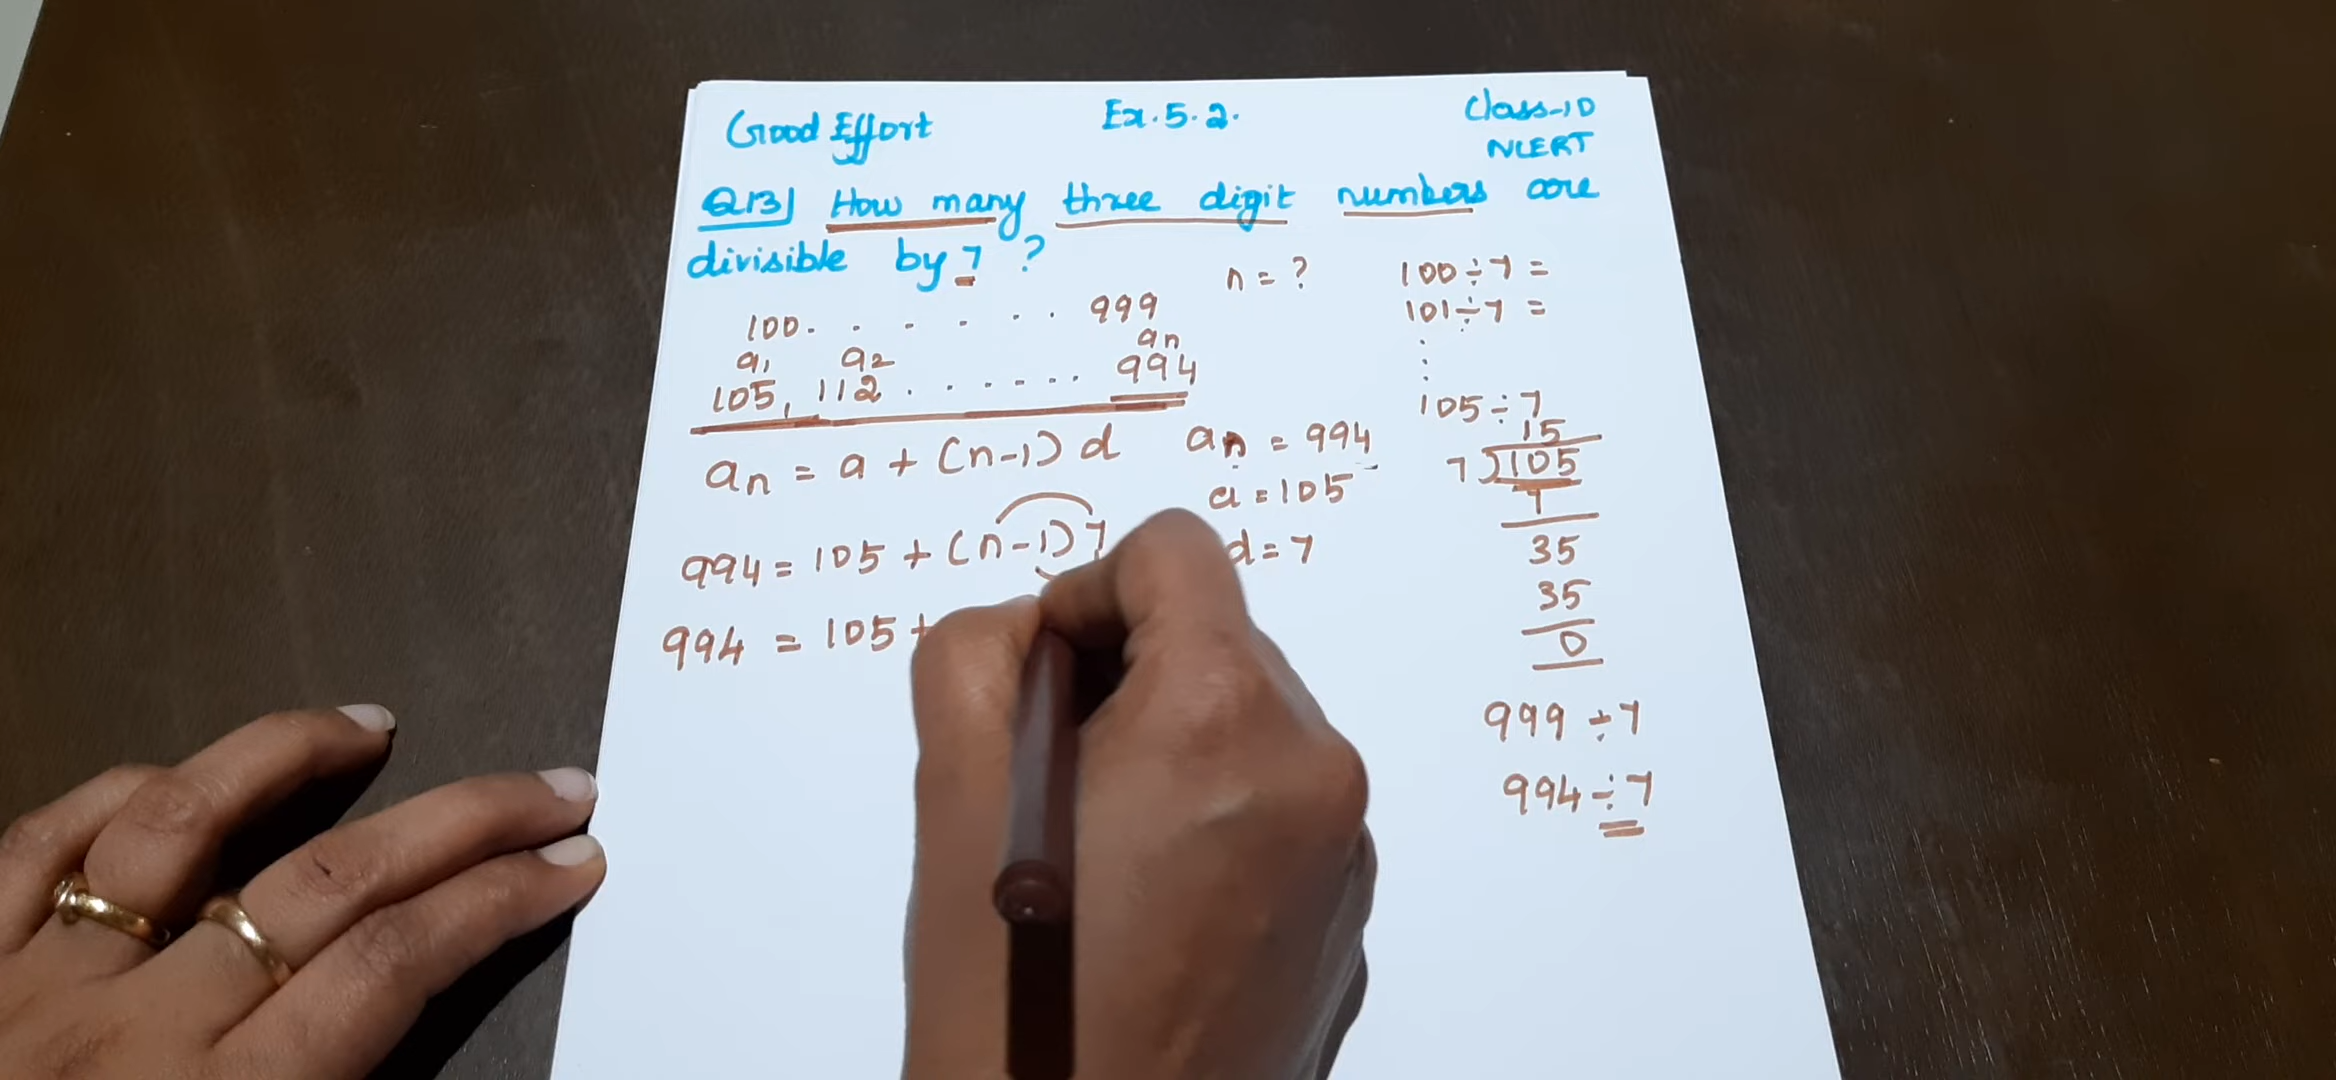 Good Effort Ex. 5.2. Class-10
NCERT
Q13) How many three digit numbers are
divisible by 7 ?
n = ?
100 . . . . . . 999
a1 a2 an
105, 112 . . . . . . 994
an = a + (n-1) d
994 = 105 + (n-1) 7
994 = 105 +
an = 994
a = 105
d = 7
100 ÷ 7 =
101 ÷ 7 =
:
:
105 ÷ 7
15
7) 105
7
35
35
0
999 ÷ 7
994 ÷ 7